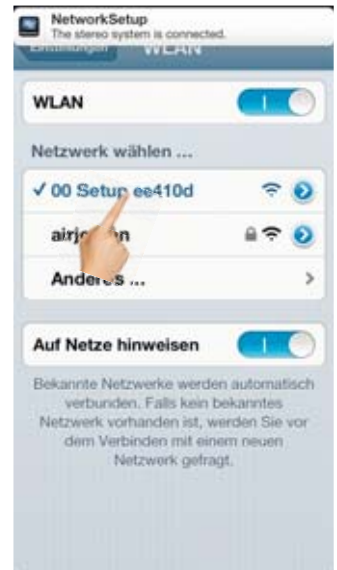 NetworkSetup
The stereo system is connected.
Einstellungen WLAN
WLAN
Netzwerk wählen ...
✓ 00 Setup ee410d
Anderes ...
Auf Netze hinweisen
Bekannte Netzwerke werden automatisch
verbunden. Falls kein bekanntes
Netzwerk vorhanden ist, werden Sie vor
dem Verbinden mit einem neuen
Netzwerk gefragt.